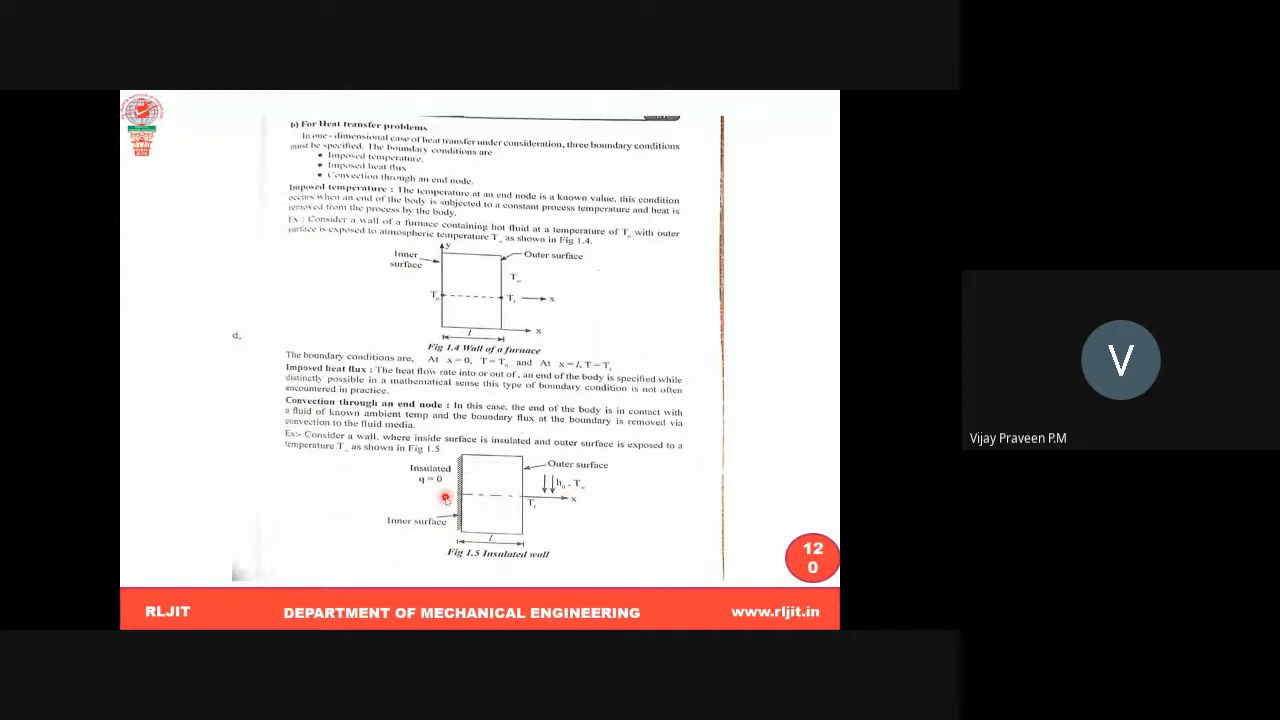 b) For Heat transfer problems
In one - dimensional case of heat transfer under consideration, three boundary conditions
must be specified. The boundary conditions are
• Imposed temperature.
• Imposed heat flux
• Convection through an end node.
Imposed temperature : The temperature at an end node is a known value, this condition
occurs when an end of the body is subjected to a constant process temperature and heat is
removed from the process by the body.
Ex : Consider a wall of a furnace containing hot fluid at a temperature of T₀ with outer
surface is exposed to atmospheric temperature T∞ as shown in Fig 1.4.
y
Inner
surface
Outer surface
T∞
T₀
Tₗ
x
l
x
Fig 1.4 Wall of a furnace
d,
The boundary conditions are, At x = 0, T = T₀ and At x = l, T = Tₗ
Imposed heat flux : The heat flow rate into or out of, an end of the body is specified while
distinctly possible in a mathematical sense this type of boundary condition is not often
encountered in practice.
Convection through an end node : In this case, the end of the body is in contact with
a fluid of known ambient temp and the boundary flux at the boundary is removed via
convection to the fluid media.
Ex:- Consider a wall, where inside surface is insulated and outer surface is exposed to a
temperature T∞ as shown in Fig 1.5
Insulated
q = 0
Outer surface
h₀ , T∞
Tₗ
x
Inner surface
l
Fig 1.5 Insulated wall
12
0
RLJIT
DEPARTMENT OF MECHANICAL ENGINEERING
www.rljit.in
V
Vijay Praveen P.M